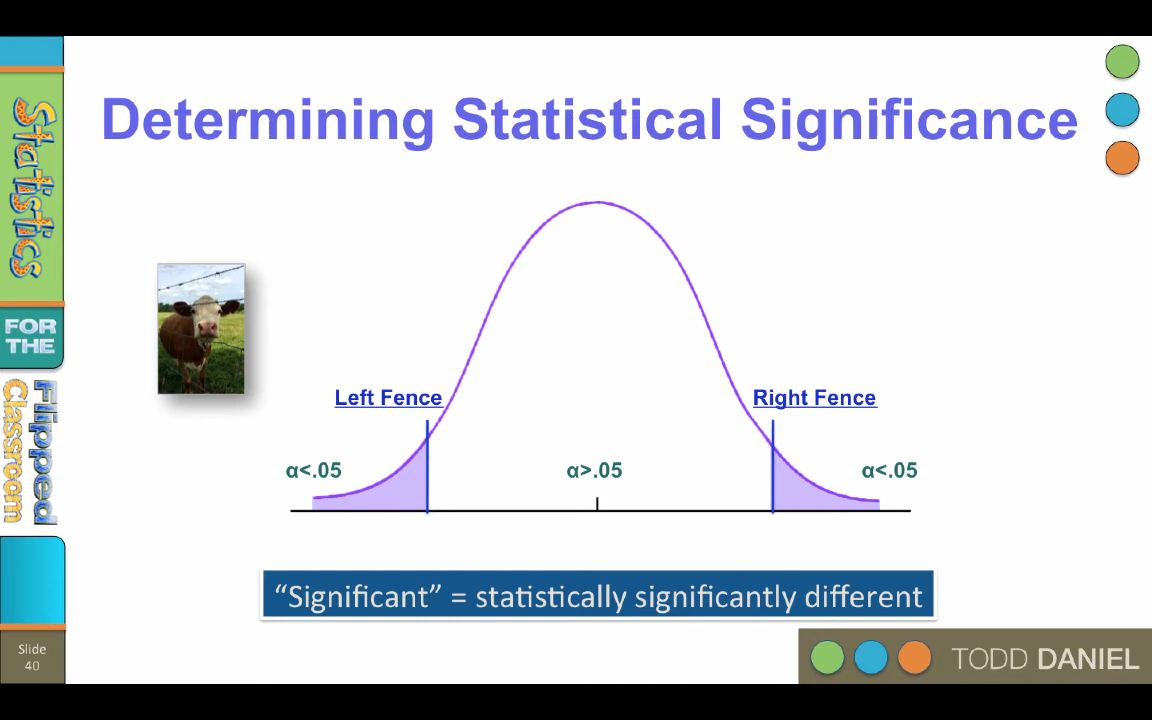 Determining Statistical Significance
Statistics
FOR THE
Flipped
Classroom
Left Fence
Right Fence
α<.05
α>.05
α<.05
“Significant” = statistically significantly different
Slide
40
TODD DANIEL